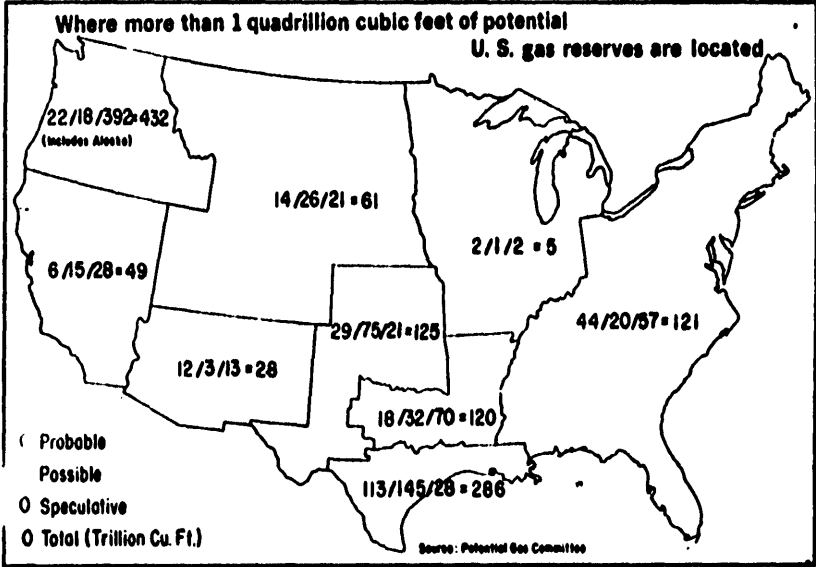 Where more than 1 quadrillion cubic feet of potential
U. S. gas reserves are located
22/18/392=432
(Includes Alaska)
14/26/21=61
2/1/2 = 5
6/15/28=49
29/75/21=125
44/20/57=121
12/3/13=28
18/32/70=120
113/145/28=286
Probable
Possible
Speculative
Total (Trillion Cu. Ft.)
Source: Potential Gas Committee